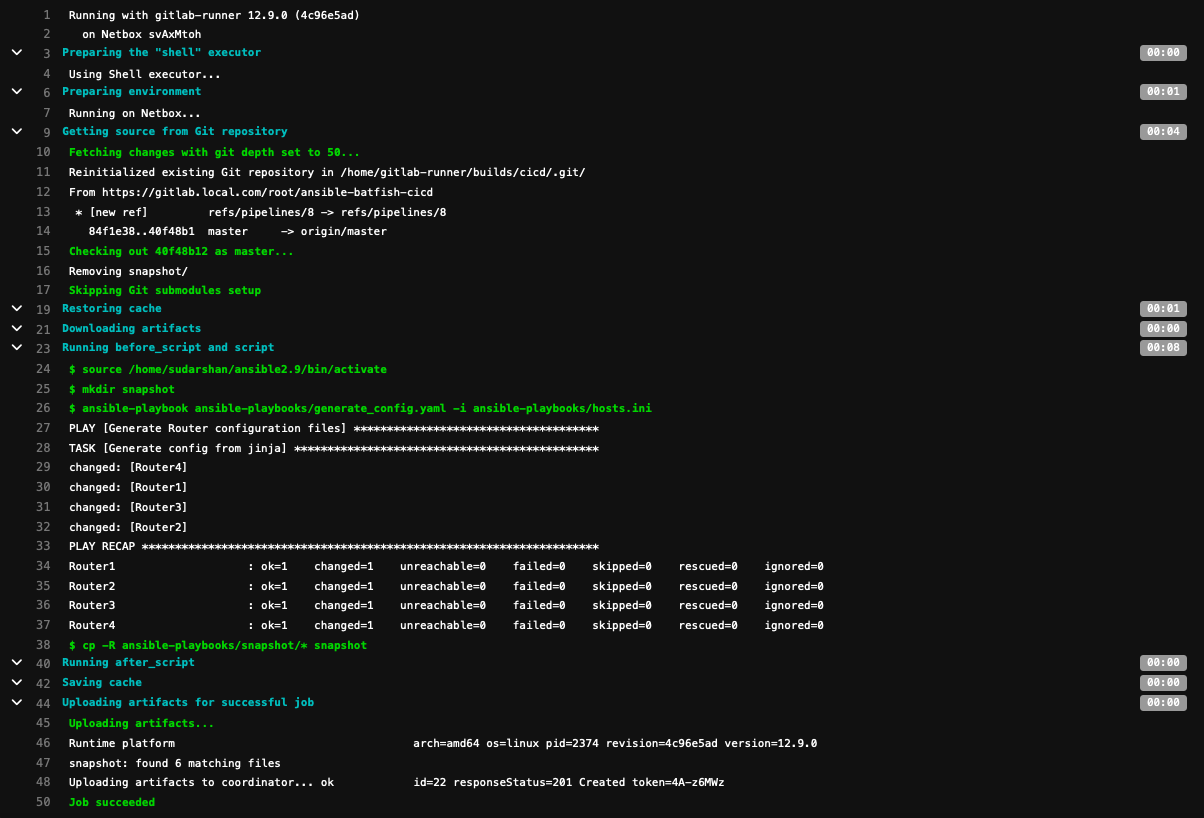 1 Running with gitlab-runner 12.9.0 (4c96e5ad)
2 on Netbox svAxMtoh
3 Preparing the "shell" executor 00:00
4 Using Shell executor...
6 Preparing environment 00:01
7 Running on Netbox...
9 Getting source from Git repository 00:04
10 Fetching changes with git depth set to 50...
11 Reinitialized existing Git repository in /home/gitlab-runner/builds/cicd/.git/
12 From https://gitlab.local.com/root/ansible-batfish-cicd
13 * [new ref] refs/pipelines/8 -> refs/pipelines/8
14 84f1e38..40f48b1 master -> origin/master
15 Checking out 40f48b12 as master...
16 Removing snapshot/
17 Skipping Git submodules setup
19 Restoring cache 00:01
21 Downloading artifacts 00:00
23 Running before_script and script 00:08
24 $ source /home/sudarshan/ansible2.9/bin/activate
25 $ mkdir snapshot
26 $ ansible-playbook ansible-playbooks/generate_config.yaml -i ansible-playbooks/hosts.ini
27 PLAY [Generate Router configuration files] *************************************
28 TASK [Generate config from jinja] **********************************************
29 changed: [Router4]
30 changed: [Router1]
31 changed: [Router3]
32 changed: [Router2]
33 PLAY RECAP *********************************************************************
34 Router1 : ok=1 changed=1 unreachable=0 failed=0 skipped=0 rescued=0 ignored=0
35 Router2 : ok=1 changed=1 unreachable=0 failed=0 skipped=0 rescued=0 ignored=0
36 Router3 : ok=1 changed=1 unreachable=0 failed=0 skipped=0 rescued=0 ignored=0
37 Router4 : ok=1 changed=1 unreachable=0 failed=0 skipped=0 rescued=0 ignored=0
38 $ cp -R ansible-playbooks/snapshot/* snapshot
40 Running after_script 00:00
42 Saving cache 00:00
44 Uploading artifacts for successful job 00:00
45 Uploading artifacts...
46 Runtime platform arch=amd64 os=linux pid=2374 revision=4c96e5ad version=12.9.0
47 snapshot: found 6 matching files
48 Uploading artifacts to coordinator... ok id=22 responseStatus=201 Created token=4A-z6MWz
50 Job succeeded